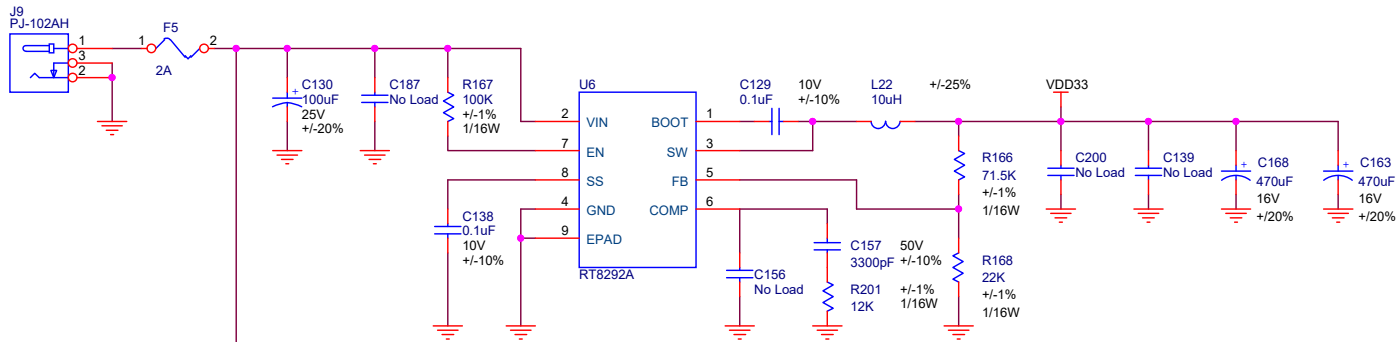 J9
PJ-102AH
1
3
2
F5
1
2
2A
C130
100uF
25V
+/-20%
+
C187
No Load
R167
100K
+/-1%
1/16W
U6
2 VIN
7 EN
8 SS
4 GND
9 EPAD
BOOT 1
SW 3
FB 5
COMP 6
RT8292A
C138
0.1uF
10V
+/-10%
C129
0.1uF
10V
+/-10%
L22
10uH
+/-25%
VDD33
R166
71.5K
+/-1%
1/16W
C200
No Load
C139
No Load
+
C168
470uF
16V
+/20%
+
C163
470uF
16V
+/20%
C156
No Load
C157
3300pF
50V
+/-10%
R201
12K
+/-1%
1/16W
R168
22K
+/-1%
1/16W